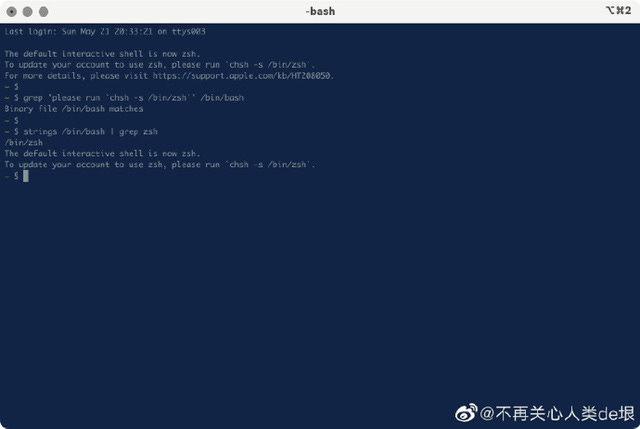 -bash
⌥⌘2
Last login: Sun May 21 20:33:21 on ttys003
The default interactive shell is now zsh.
To update your account to use zsh, please run `chsh -s /bin/zsh`.
For more details, please visit https://support.apple.com/kb/HT208050.
~ $
~ $ grep 'please run `chsh -s /bin/zsh`' /bin/bash
Binary file /bin/bash matches
~ $
~ $ strings /bin/bash | grep zsh
/bin/zsh
The default interactive shell is now zsh.
To update your account to use zsh, please run `chsh -s /bin/zsh`.
~ $
@不再关心人类de垠